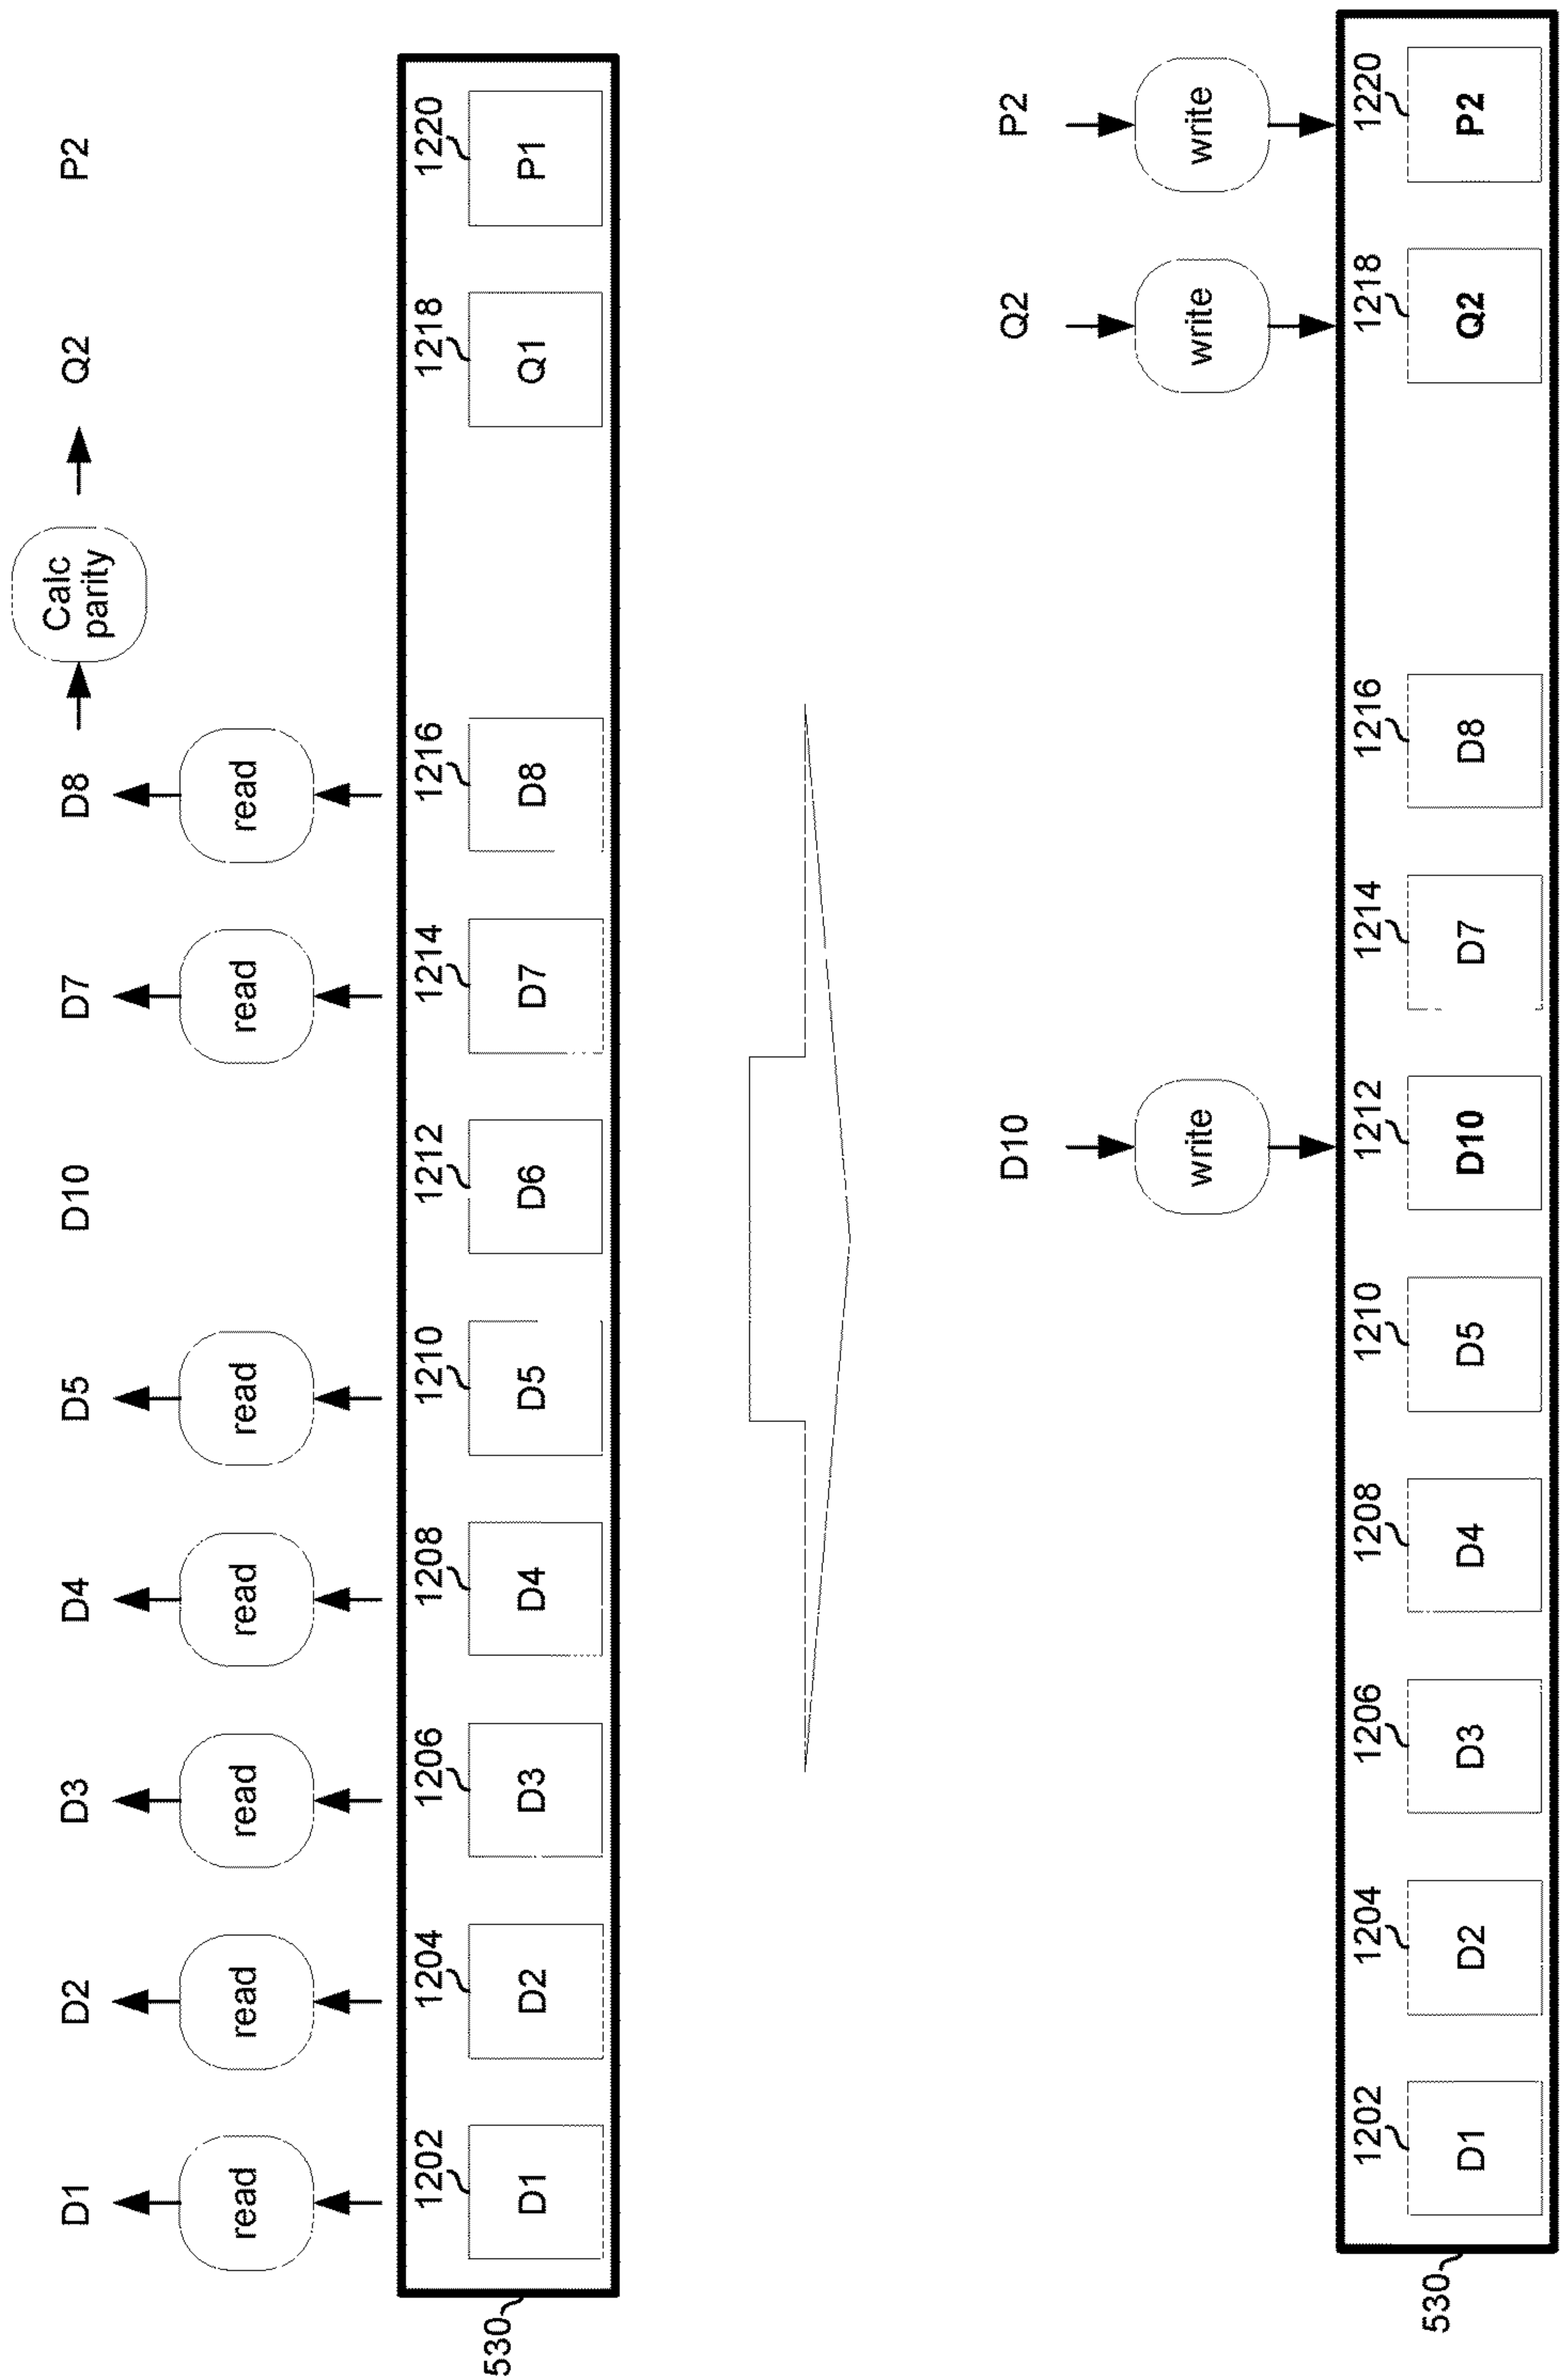 D1 D2 D3 D4 D5 D10 D7 D8 Calc parity Q2 P2
read read read read read read read
1202 1204 1206 1208 1210 1212 1214 1216 1218 1220
D1 D2 D3 D4 D5 D6 D7 D8 Q1 P1
530
D10 Q2 P2
write write write
1202 1204 1206 1208 1210 1212 1214 1216 1218 1220
D1 D2 D3 D4 D5 D10 D7 D8 Q2 P2
530